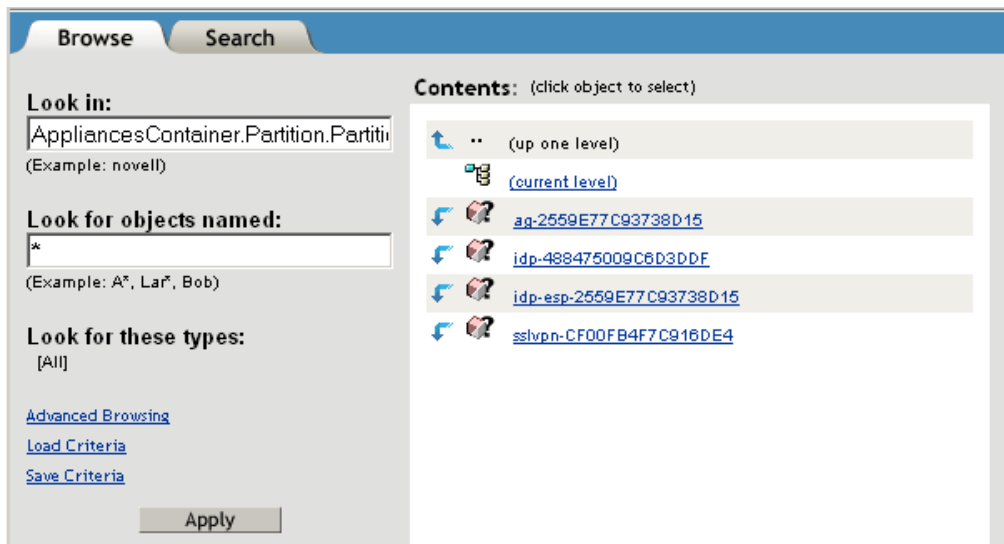 Browse
Search
Look in:
AppliancesContainer.Partition.Partiti
(Example: novell)
Look for objects named:
*
(Example: A*, Lar*, Bob)
Look for these types:
[All]
Advanced Browsing
Load Criteria
Save Criteria
Apply
Contents: (click object to select)
.. (up one level)
(current level)
ag-2559E77C93738D15
idp-488475009C6D3DDF
idp-esp-2559E77C93738D15
sslvpn-CF00FB4F7C916DE4